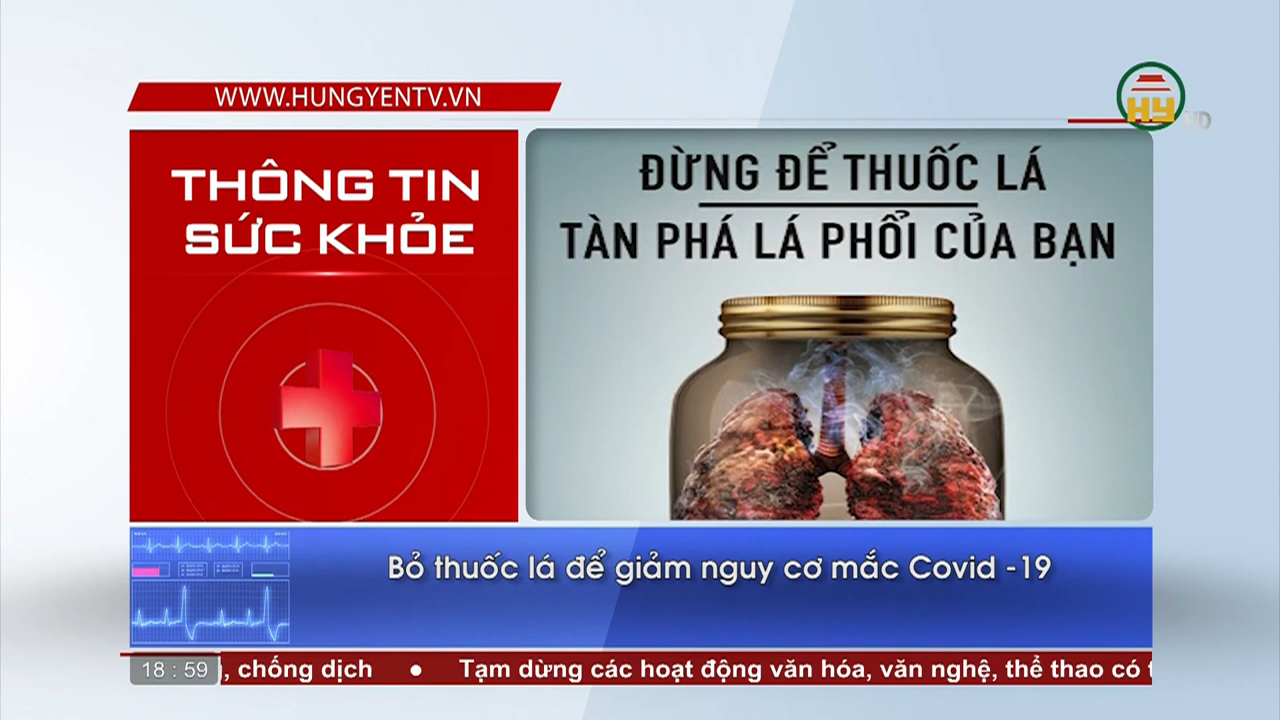 WWW.HUNGYENTV.VN
HY
HD
THÔNG TIN
SỨC KHỎE
ĐỪNG ĐỂ THUỐC LÁ
TÀN PHÁ LÁ PHỔI CỦA BẠN
Bỏ thuốc lá để giảm nguy cơ mắc Covid -19
18 : 59 , chống dịch ● Tạm dừng các hoạt động văn hóa, văn nghệ, thể thao có